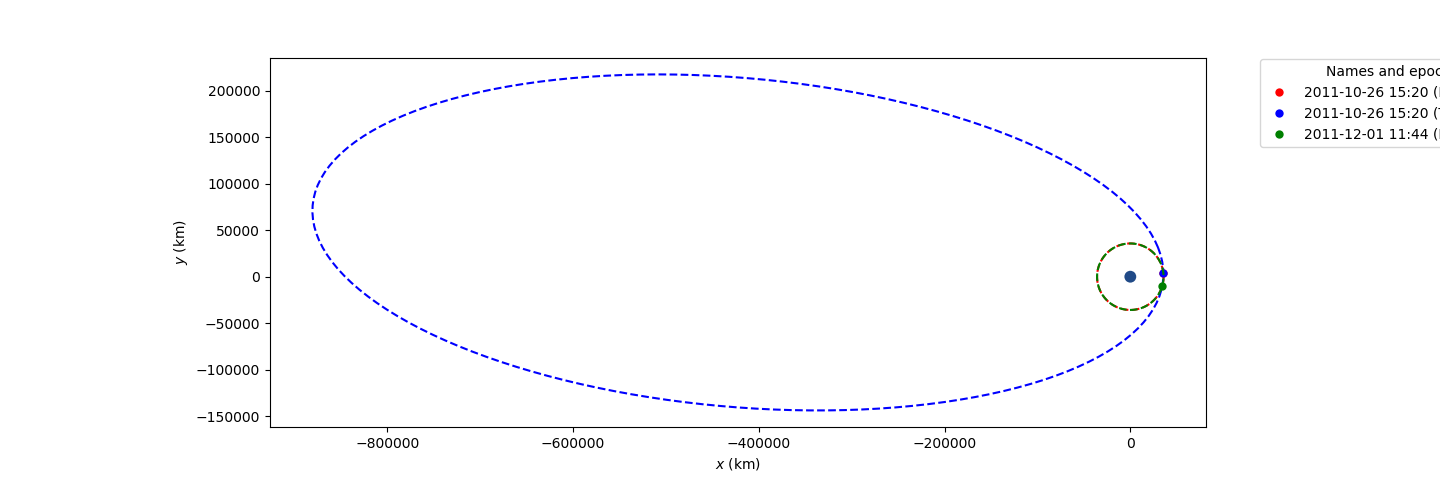 200000
150000
100000
50000
0
−50000
−100000
−150000
y (km)
−800000 −600000 −400000 −200000 0
x (km)
Names and epoc
2011-10-26 15:20 (
2011-10-26 15:20 (T
2011-12-01 11:44 (